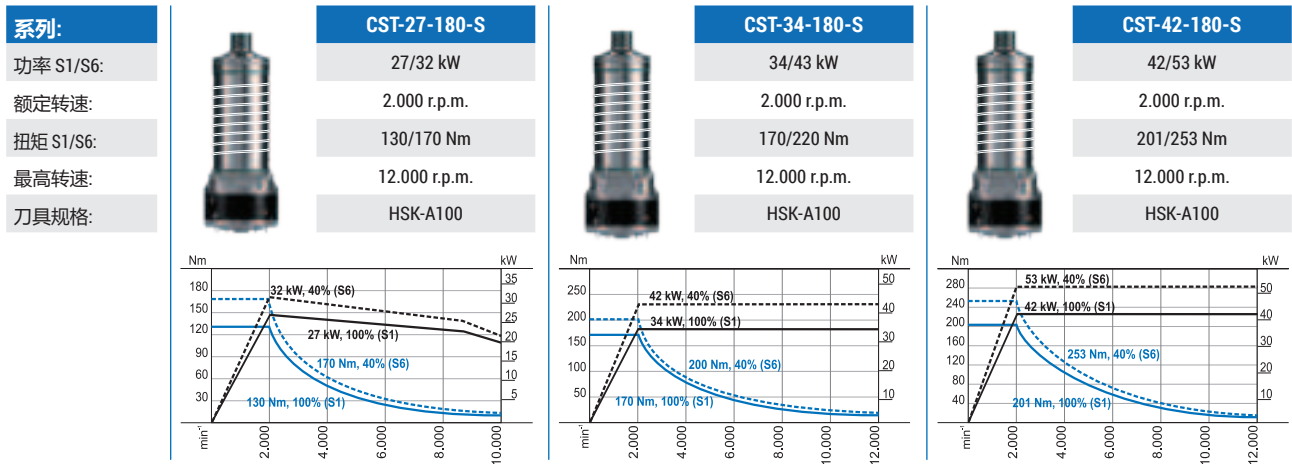 系列: CST-27-180-S CST-34-180-S CST-42-180-S
功率 S1/S6: 27/32 kW 34/43 kW 42/53 kW
额定转速: 2.000 r.p.m. 2.000 r.p.m. 2.000 r.p.m.
扭矩 S1/S6: 130/170 Nm 170/220 Nm 201/253 Nm
最高转速: 12.000 r.p.m. 12.000 r.p.m. 12.000 r.p.m.
刀具规格: HSK-A100 HSK-A100 HSK-A100
Nm kW
180
150
120
90
60
30
35
30
25
20
15
10
5
32 kW, 40% (S6)
27 kW, 100% (S1)
170 Nm, 40% (S6)
130 Nm, 100% (S1)
min-1 2.000 4.000 6.000 8.000 10.000
Nm kW
250
200
150
100
50
50
40
30
20
10
42 kW, 40% (S6)
34 kW, 100% (S1)
200 Nm, 40% (S6)
170 Nm, 100% (S1)
min-1 2.000 4.000 6.000 8.000 10.000 12.000
Nm kW
280
240
200
160
120
80
40
50
40
30
20
10
53 kW, 40% (S6)
42 kW, 100% (S1)
253 Nm, 40% (S6)
201 Nm, 100% (S1)
min-1 2.000 4.000 6.000 8.000 10.000 12.000